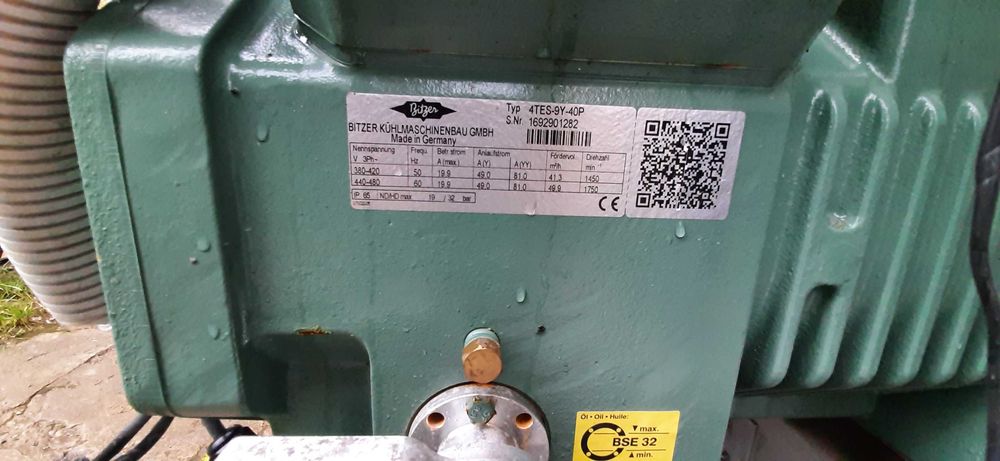 Bitzer
Typ 4TES-9Y-40P
S.Nr. 1692901282
BITZER KÜHLMASCHINENBAU GMBH
Made in Germany
Nennspannung Frequ. Betr.strom Anlaufstrom Fördervol. Drehzahl
V 3Ph~ Hz A (max.) A (Y) A (YY) m³/h min⁻¹
380-420 50 19.9 49.0 81.0 41.3 1450
440-480 60 19.9 49.0 81.0 49.9 1750
IP 65 ND/HD max. 19 / 32 bar
CE
Öl • Oil • Huile:
max.
BSE 32
min.